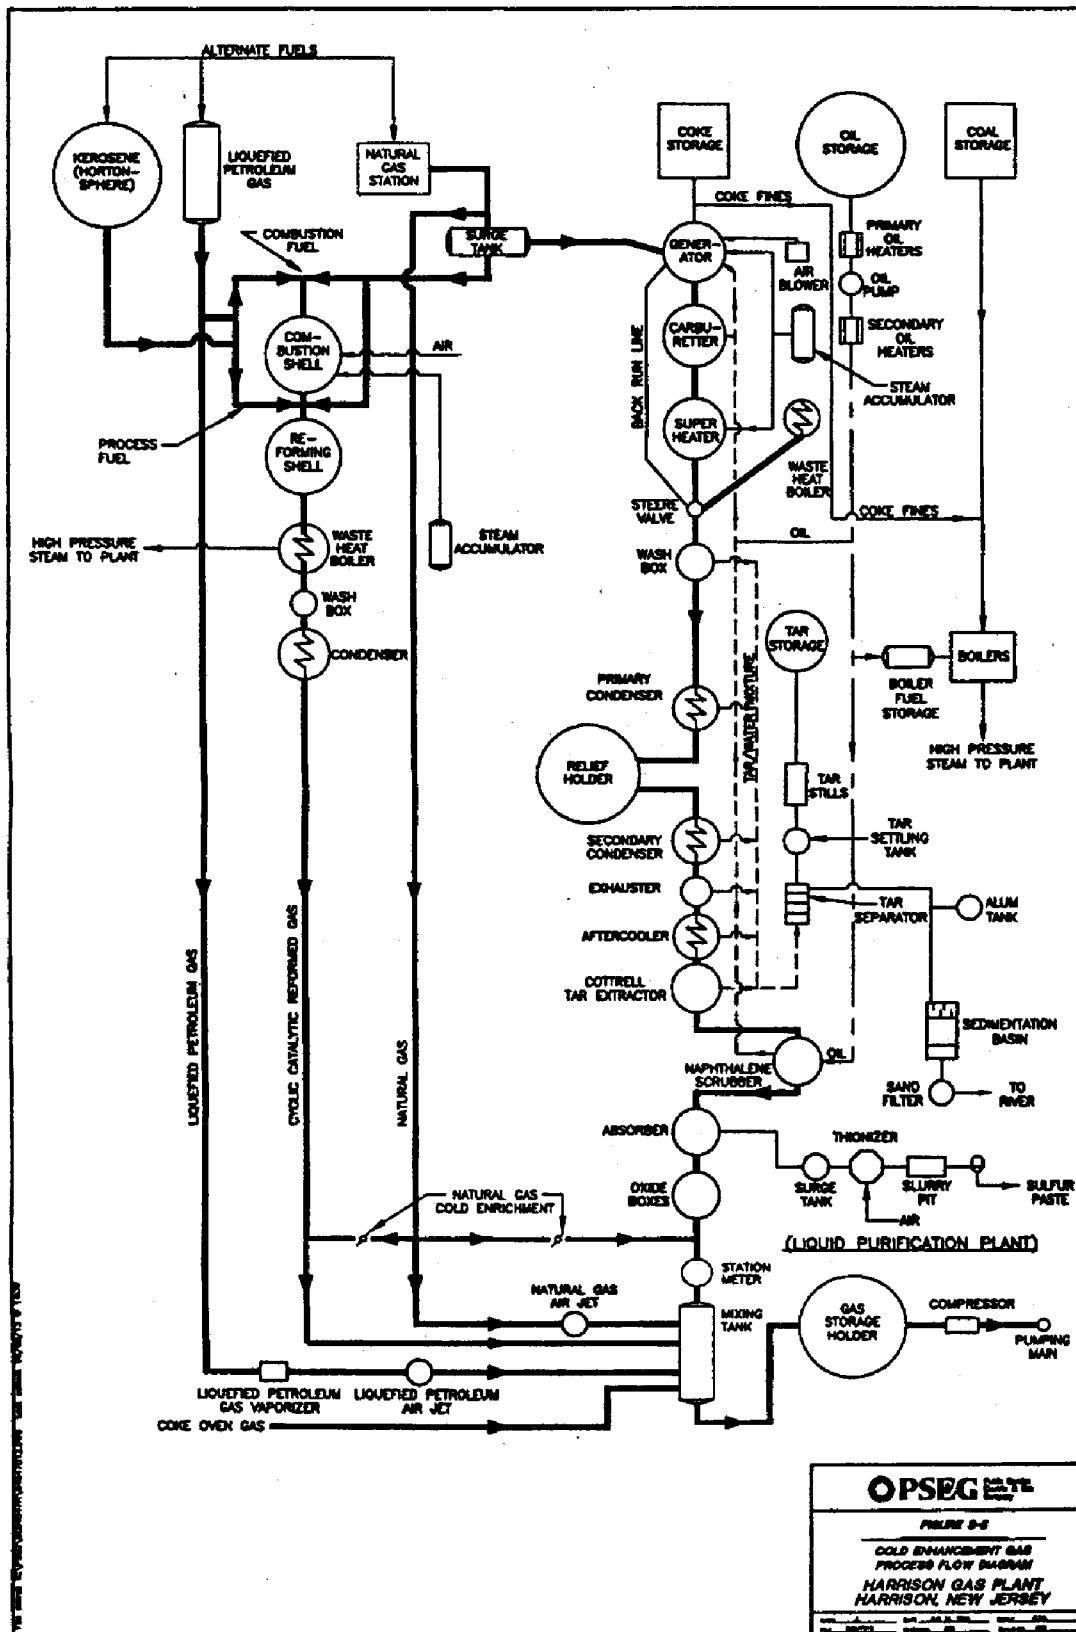 ALTERNATE FUELS
KEROSENE
(HORTON-
SPHERE)
LIQUEFIED
PETROLEUM
GAS
NATURAL
GAS
STATION
COKE
STORAGE
OIL
STORAGE
COAL
STORAGE
COKE FINES
COMBUSTION
FUEL
SURGE
TANK
GENER-
ATOR
AIR
BLOWER
PRIMARY
OIL
HEATERS
OIL
PUMP
SECONDARY
OIL
HEATERS
COM-
BUSTION
SHELL
AIR
CARBU-
RETTER
BACK RUN LINE
STEAM
ACCUMULATOR
PROCESS
FUEL
RE-
FORMING
SHELL
SUPER
HEATER
WASTE
HEAT
BOILER
STEERE
VALVE
COKE FINES
OIL
HIGH PRESSURE
STEAM TO PLANT
WASTE
HEAT
BOILER
STEAM
ACCUMULATOR
WASH
BOX
WASH
BOX
CONDENSER
TAR
STORAGE
BOILERS
BOILER
FUEL
STORAGE
PRIMARY
CONDENSER
TAR/WATER MIXTURE
HIGH PRESSURE
STEAM TO PLANT
RELIEF
HOLDER
TAR
STILLS
SECONDARY
CONDENSER
TAR
SETTLING
TANK
EXHAUSTER
TAR
SEPARATOR
ALUM
TANK
AFTERCOOLER
COTTRELL
TAR EXTRACTOR
LIQUEFIED PETROLEUM GAS
CYCLIC CATALYTIC REFORMED GAS
NATURAL GAS
SEDIMENTATION
BASIN
OIL
NAPHTHALENE
SCRUBBER
SAND
FILTER
TO
RIVER
ABSORBER
THIONIZER
SURGE
TANK
SLURRY
PIT
SULFUR
PASTE
AIR
OXIDE
BOXES
(LIQUID PURIFICATION PLANT)
NATURAL GAS
COLD ENRICHMENT
STATION
METER
NATURAL GAS
AIR JET
MIXING
TANK
GAS
STORAGE
HOLDER
COMPRESSOR
PUMPING
MAIN
LIQUEFIED PETROLEUM
GAS VAPORIZER
LIQUEFIED PETROLEUM
AIR JET
COKE OVEN GAS
PSEG
COLD ENHANCEMENT GAS
PROCESS FLOW DIAGRAM
HARRISON GAS PLANT
HARRISON, NEW JERSEY